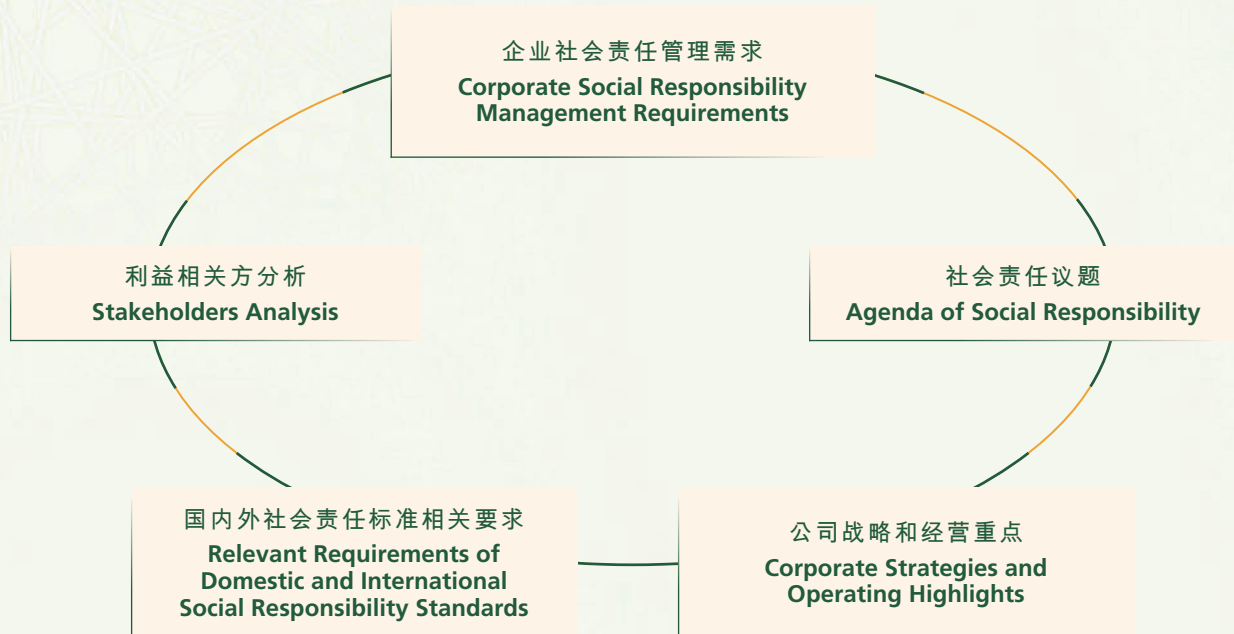 企业社会责任管理需求
Corporate Social Responsibility
Management Requirements
利益相关方分析
Stakeholders Analysis
社会责任议题
Agenda of Social Responsibility
国内外社会责任标准相关要求
Relevant Requirements of
Domestic and International
Social Responsibility Standards
公司战略和经营重点
Corporate Strategies and
Operating Highlights